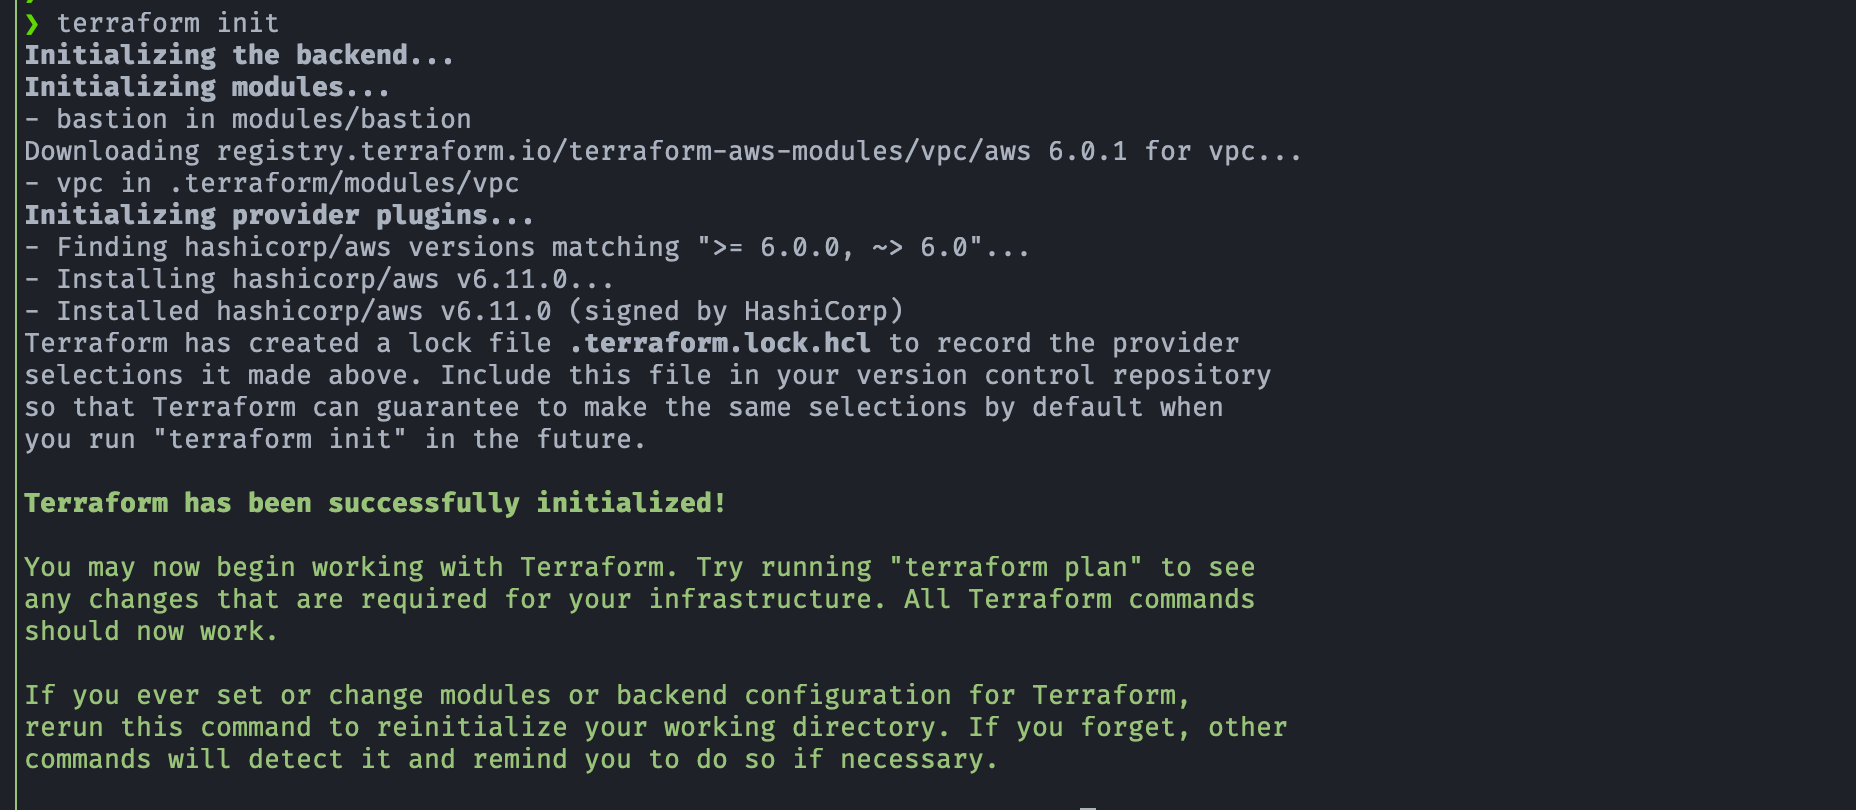 ❯ terraform init
Initializing the backend...
Initializing modules...
- bastion in modules/bastion
Downloading registry.terraform.io/terraform-aws-modules/vpc/aws 6.0.1 for vpc...
- vpc in .terraform/modules/vpc
Initializing provider plugins...
- Finding hashicorp/aws versions matching ">= 6.0.0, ~> 6.0"...
- Installing hashicorp/aws v6.11.0...
- Installed hashicorp/aws v6.11.0 (signed by HashiCorp)
Terraform has created a lock file .terraform.lock.hcl to record the provider
selections it made above. Include this file in your version control repository
so that Terraform can guarantee to make the same selections by default when
you run "terraform init" in the future.
Terraform has been successfully initialized!
You may now begin working with Terraform. Try running "terraform plan" to see
any changes that are required for your infrastructure. All Terraform commands
should now work.
If you ever set or change modules or backend configuration for Terraform,
rerun this command to reinitialize your working directory. If you forget, other
commands will detect it and remind you to do so if necessary.